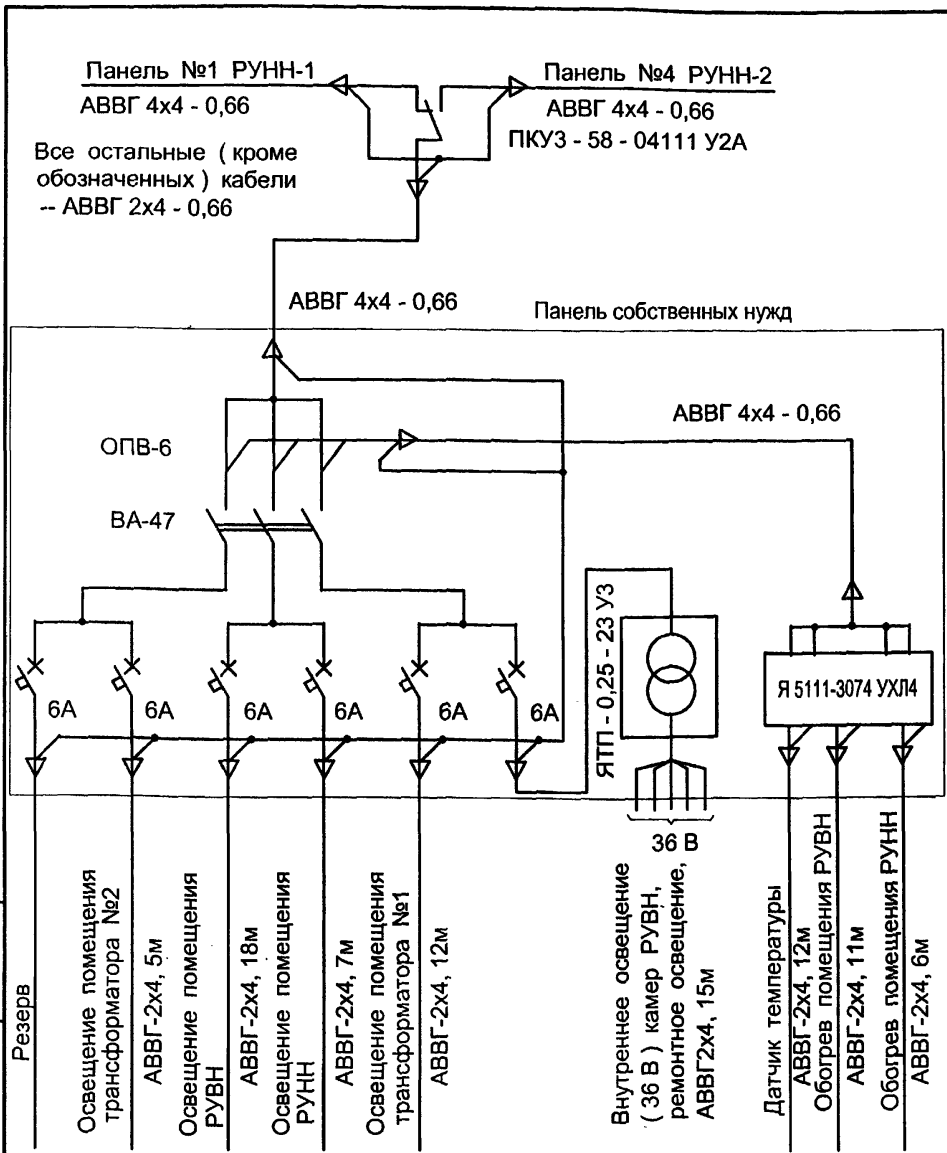 Панель №1 РУНН-1
АВВГ 4х4 - 0,66
Панель №4 РУНН-2
АВВГ 4х4 - 0,66
ПКУ3 - 58 - 04111 У2А
Все остальные ( кроме
обозначенных ) кабели
-- АВВГ 2х4 - 0,66
АВВГ 4х4 - 0,66
Панель собственных нужд
АВВГ 4х4 - 0,66
ОПВ-6
ВА-47
6А
6А
6А
6А
6А
6А
ЯТП - 0,25 - 23 У3
Я 5111-3074 УХЛ4
36 В
Резерв
Освещение помещения
трансформатора №2
АВВГ-2х4, 5м
Освещение помещения
РУВН
АВВГ-2х4, 18м
Освещение помещения
РУНН
АВВГ-2х4, 7м
Освещение помещения
трансформатора №1
АВВГ-2х4, 12м
Внутреннее освещение
( 36 В ) камер РУВН,
ремонтное освещение,
АВВГ2х4, 15м
Датчик температуры
АВВГ-2х4, 12м
Обогрев помещения РУВН
АВВГ-2х4, 11м
Обогрев помещения РУНН
АВВГ-2х4, 6м